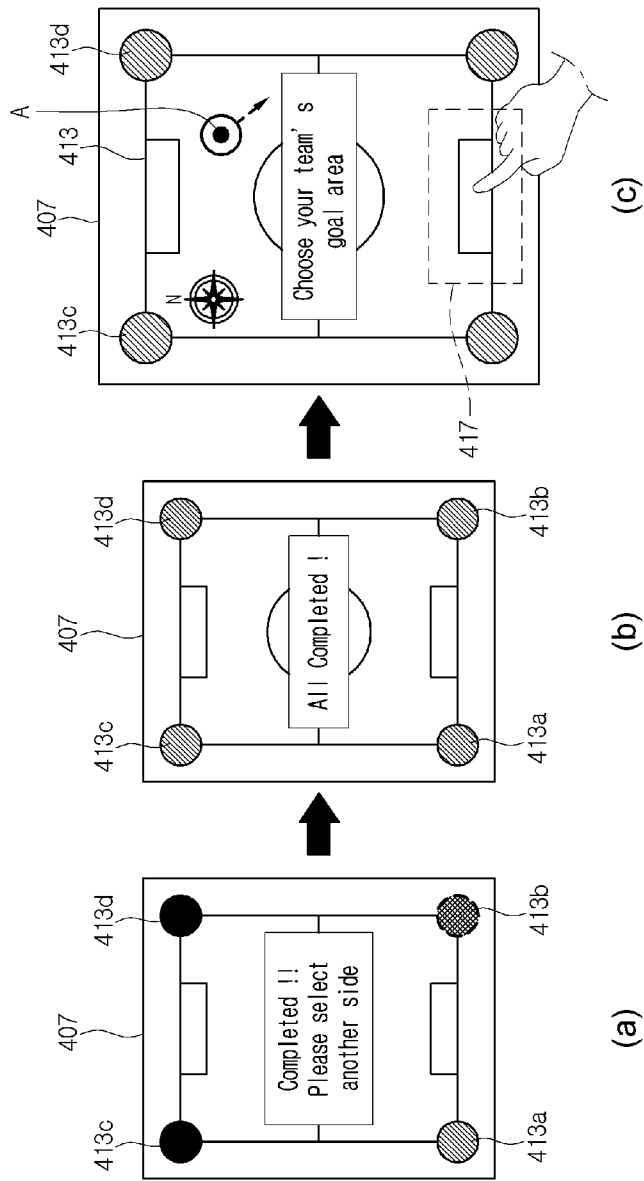 413c
407
413d
Completed !!
Please select
another side
413a
413b
(a)
413c
407
413d
All Completed !
413a
413b
(b)
413c
407
413
A
413d
N
Choose your team's
goal area
417
(c)